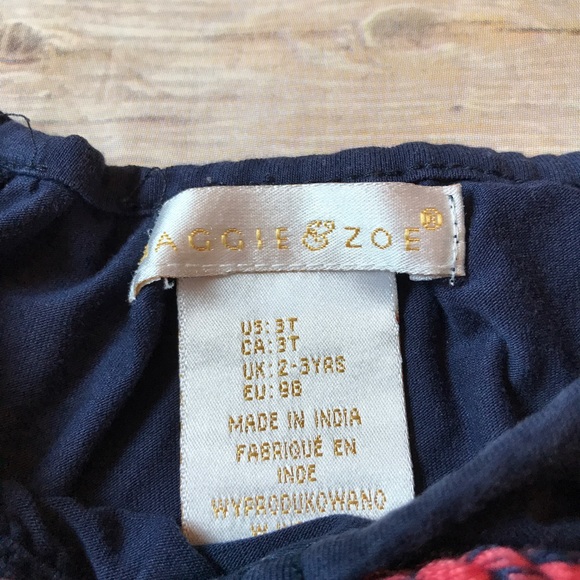 AGGIE & ZOE ®
US: 3T
CA: 3T
UK: 2-3YRS
EU: 98
MADE IN INDIA
FABRIQUÉ EN
INDE
WYPRODUKOWANO